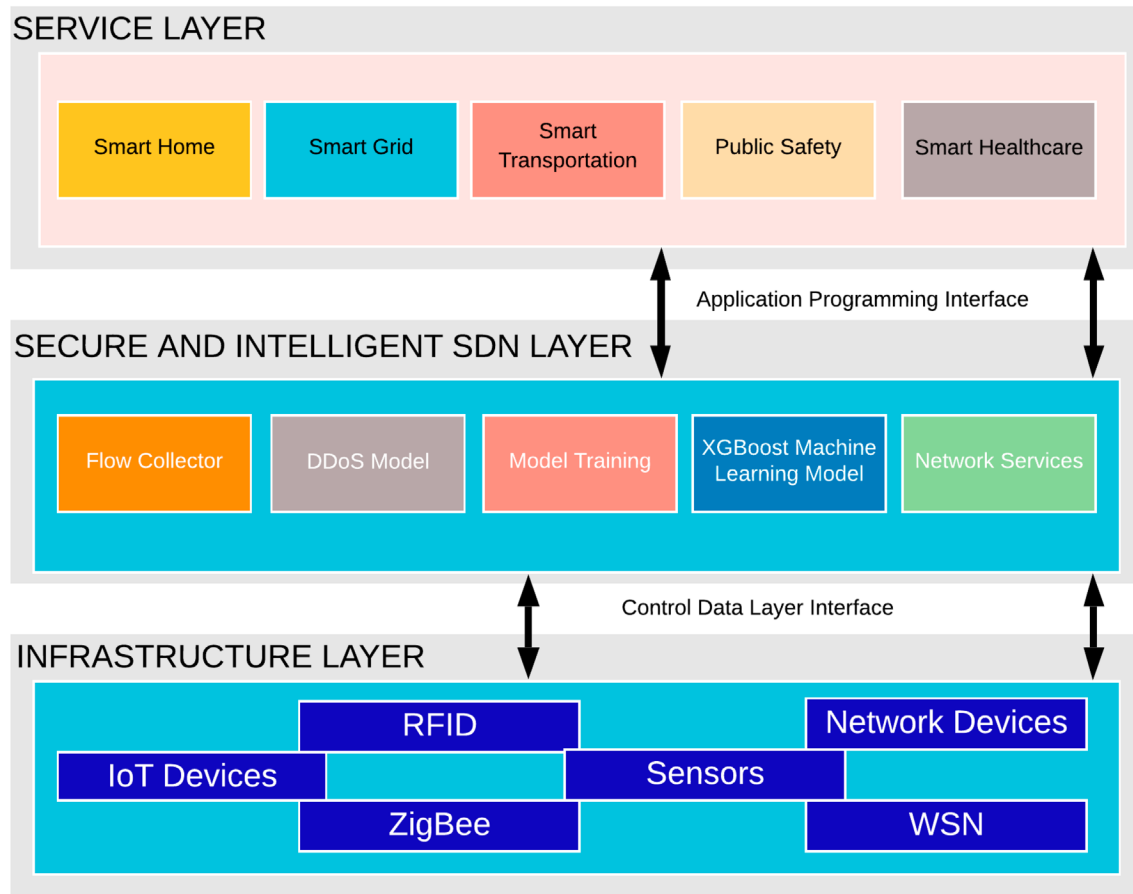 SERVICE LAYER
Smart Home
Smart Grid
Smart
Transportation
Public Safety
Smart Healthcare
Application Programming Interface
SECURE AND INTELLIGENT SDN LAYER
Flow Collector
DDoS Model
Model Training
XGBoost Machine
Learning Model
Network Services
Control Data Layer Interface
INFRASTRUCTURE LAYER
RFID
Network Devices
IoT Devices
Sensors
ZigBee
WSN